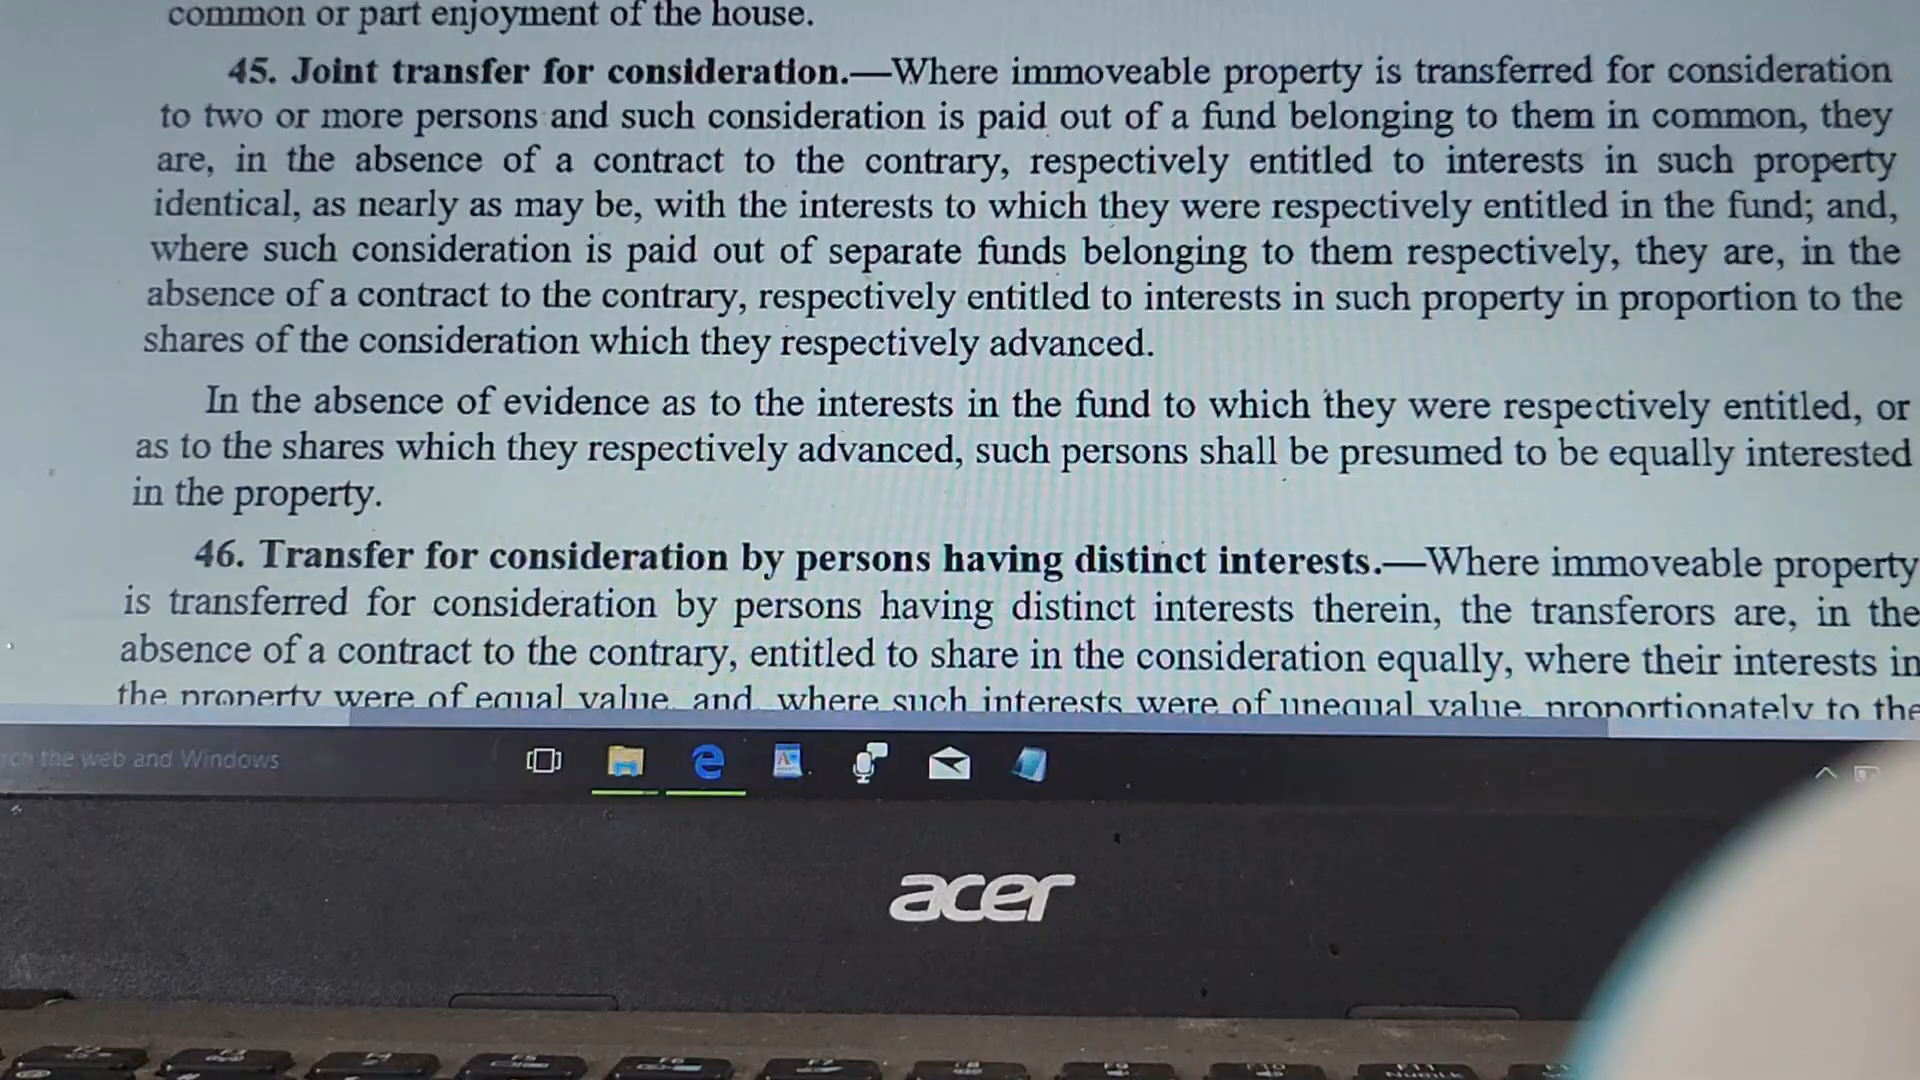 common or part enjoyment of the house.
45. Joint transfer for consideration.—Where immoveable property is transferred for consideration
to two or more persons and such consideration is paid out of a fund belonging to them in common, they
are, in the absence of a contract to the contrary, respectively entitled to interests in such property
identical, as nearly as may be, with the interests to which they were respectively entitled in the fund; and,
where such consideration is paid out of separate funds belonging to them respectively, they are, in the
absence of a contract to the contrary, respectively entitled to interests in such property in proportion to the
shares of the consideration which they respectively advanced.
In the absence of evidence as to the interests in the fund to which they were respectively entitled, or
as to the shares which they respectively advanced, such persons shall be presumed to be equally interested
in the property.
46. Transfer for consideration by persons having distinct interests.—Where immoveable property
is transferred for consideration by persons having distinct interests therein, the transferors are, in the
absence of a contract to the contrary, entitled to share in the consideration equally, where their interests in
the property were of equal value, and, where such interests were of unequal value, proportionately to the
the web and Windows
acer